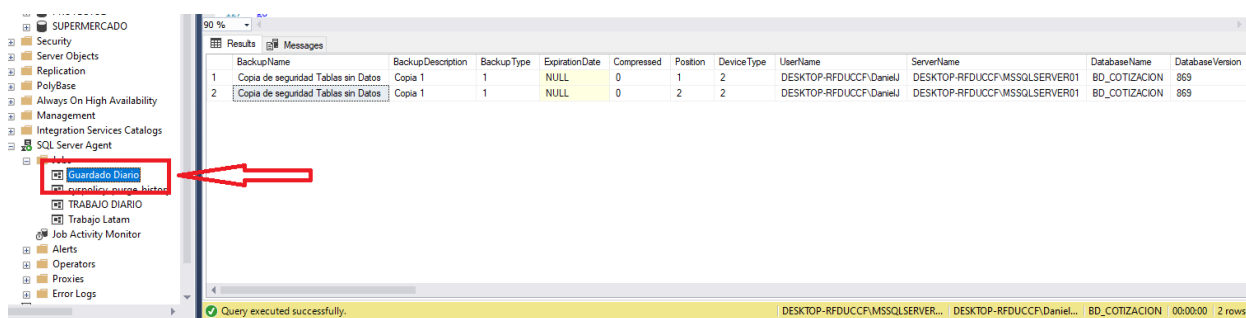 SUPERMERCADO
Security
Server Objects
Replication
PolyBase
Always On High Availability
Management
Integration Services Catalogs
SQL Server Agent
Jobs
Guardado Diario
syspolicy_purge_history
TRABAJO DIARIO
Trabajo Latam
Job Activity Monitor
Alerts
Operators
Proxies
Error Logs
90 %
Results Messages
BackupName BackupDescription BackupType ExpirationDate Compressed Position DeviceType UserName ServerName DatabaseName DatabaseVersion
1 Copia de seguridad Tablas sin Datos Copia 1 1 NULL 0 1 2 DESKTOP-RFDUCCF\DanielJ DESKTOP-RFDUCCF\MSSQLSERVER01 BD_COTIZACION 869
2 Copia de seguridad Tablas sin Datos Copia 1 1 NULL 0 2 2 DESKTOP-RFDUCCF\DanielJ DESKTOP-RFDUCCF\MSSQLSERVER01 BD_COTIZACION 869
Query executed successfully. DESKTOP-RFDUCCF\MSSQLSERVER... DESKTOP-RFDUCCF\Daniel... BD_COTIZACION 00:00:00 2 rows